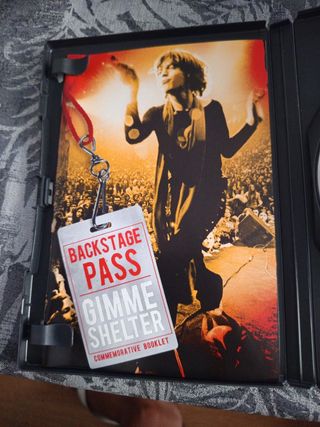 BACKSTAGE
PASS
GIMME
SHELTER
COMMEMORATIVE BOOKLET